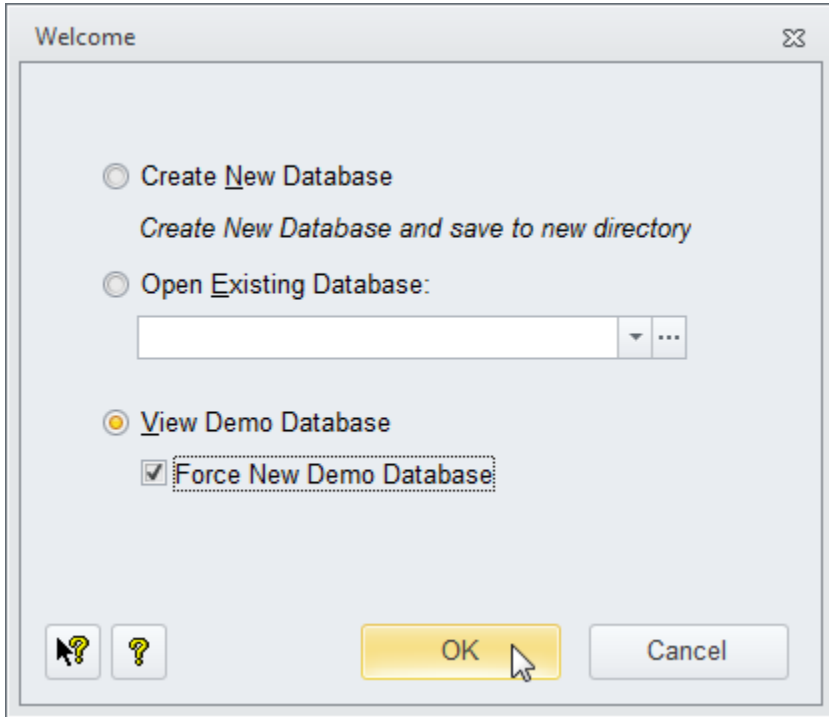 Welcome
Create New Database
Create New Database and save to new directory
Open Existing Database:
View Demo Database
Force New Demo Database
OK
Cancel